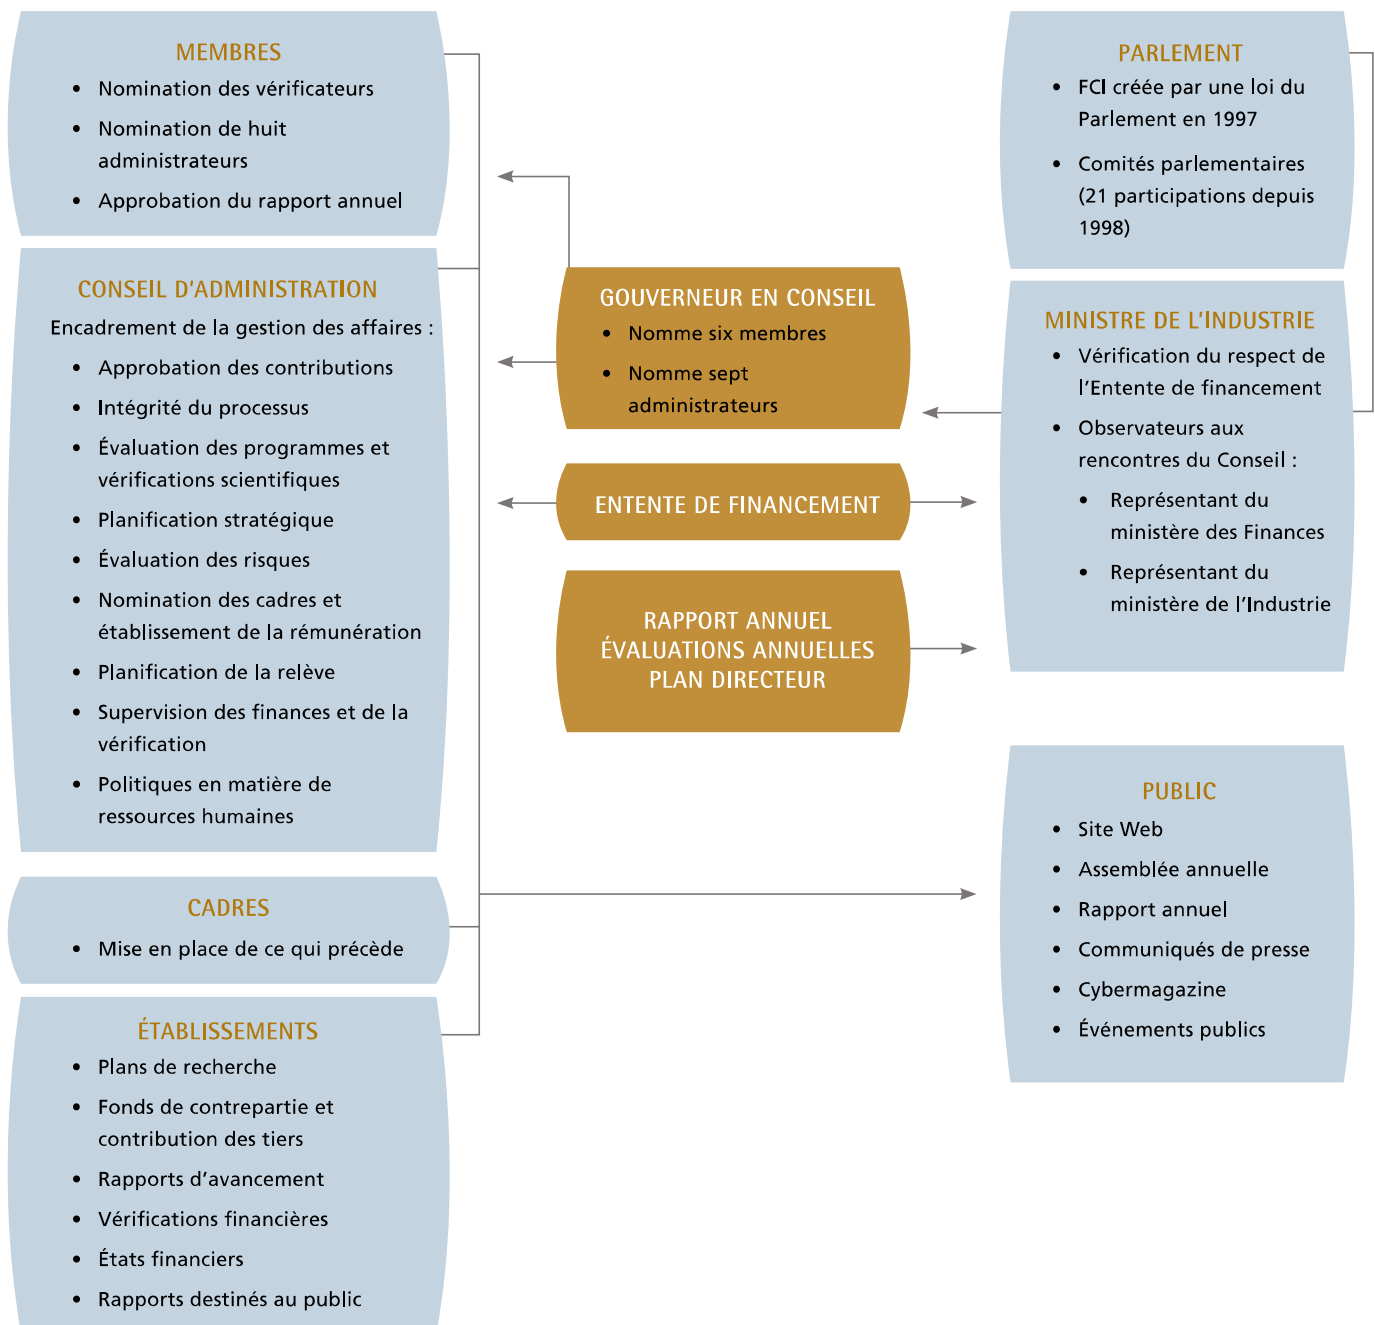 MEMBRES
• Nomination des vérificateurs
• Nomination de huit
administrateurs
• Approbation du rapport annuel
CONSEIL D'ADMINISTRATION
Encadrement de la gestion des affaires :
• Approbation des contributions
• Intégrité du processus
• Évaluation des programmes et
vérifications scientifiques
• Planification stratégique
• Évaluation des risques
• Nomination des cadres et
établissement de la rémunération
• Planification de la relève
• Supervision des finances et de la
vérification
• Politiques en matière de
ressources humaines
CADRES
• Mise en place de ce qui précède
ÉTABLISSEMENTS
• Plans de recherche
• Fonds de contrepartie et
contribution des tiers
• Rapports d'avancement
• Vérifications financières
• États financiers
• Rapports destinés au public
GOUVERNEUR EN CONSEIL
• Nomme six membres
• Nomme sept
administrateurs
ENTENTE DE FINANCEMENT
RAPPORT ANNUEL
ÉVALUATIONS ANNUELLES
PLAN DIRECTEUR
PARLEMENT
• FCI créée par une loi du
Parlement en 1997
• Comités parlementaires
(21 participations depuis
1998)
MINISTRE DE L'INDUSTRIE
• Vérification du respect de
l'Entente de financement
• Observateurs aux
rencontres du Conseil :
• Représentant du
ministère des Finances
• Représentant du
ministère de l'Industrie
PUBLIC
• Site Web
• Assemblée annuelle
• Rapport annuel
• Communiqués de presse
• Cybermagazine
• Événements publics